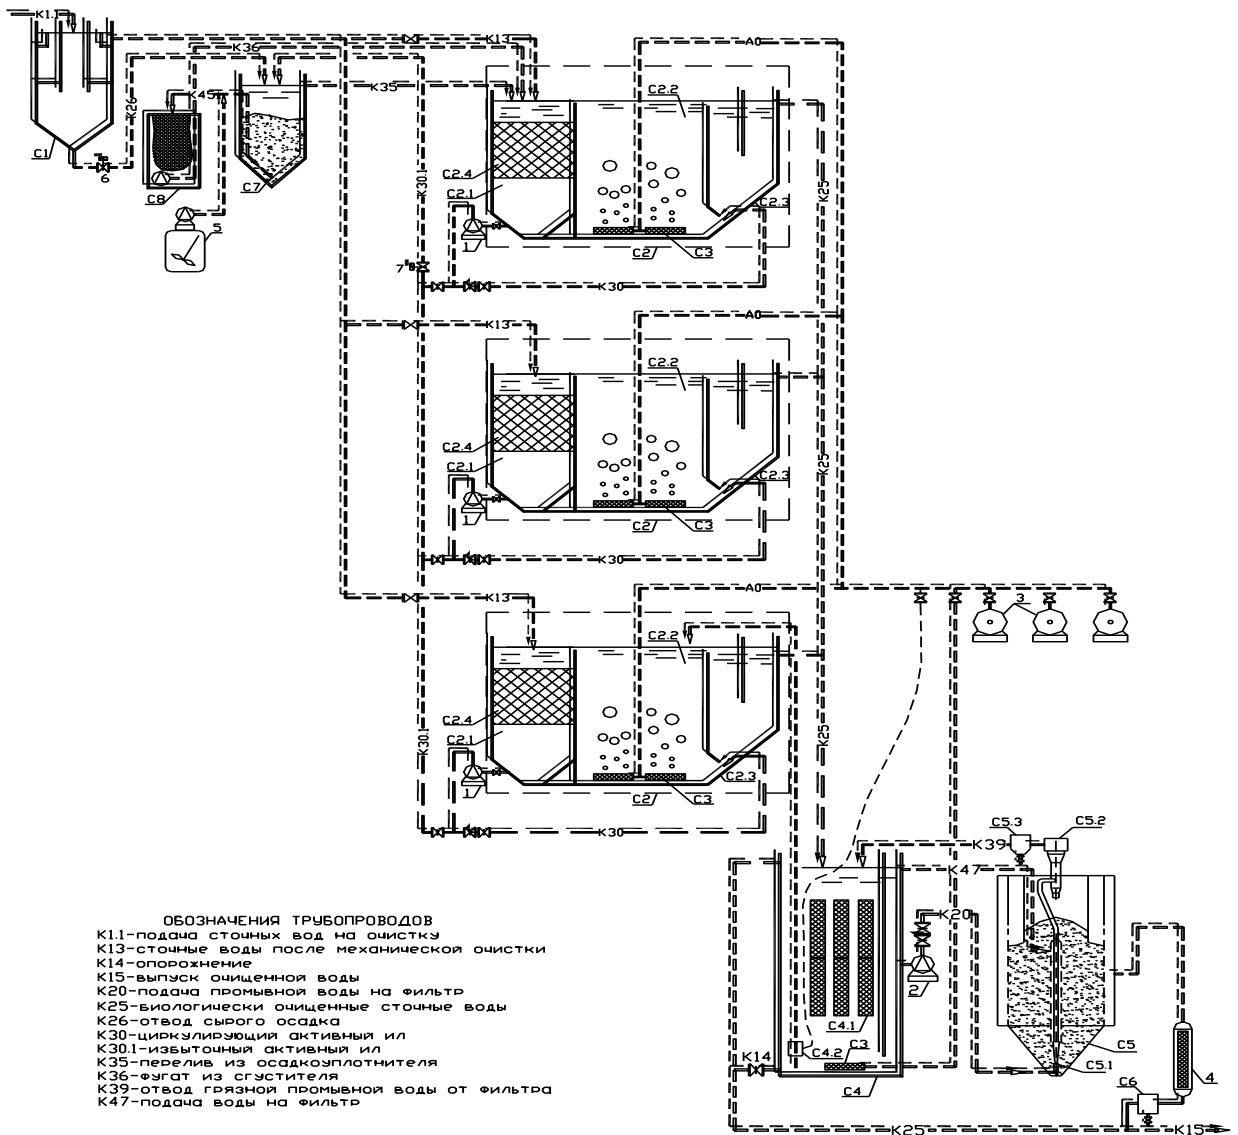 К1.1
К13
К36
А0
К26
К45
К35
С2.2
С1
6
С8
С7
5
С2.4
С2.1
К30.1
К25
С2.3
1
С2
С3
7
К30
К13
А0
С2.2
С2.4
С2.1
К25
С2.3
1
С2
С3
К30
К13
А0
3
С2.2
С2.4
С2.1
К30.1
К25
С2.3
1
С2
С3
К30
С5.3
С5.2
К39
К47
К20
2
С4.1
С4.2
С3
К14
С4
С5
С5.1
С6
4
К25
К15
ОБОЗНАЧЕНИЯ ТРУБОПРОВОДОВ
К1.1-подача сточных вод на очистку
К13-сточные воды после механической очистки
К14-опорожнение
К15-выпуск очищенной воды
К20-подача промывной воды на фильтр
К25-биологически очищенные сточные воды
К26-отвод сырого осадка
К30-циркулирующий активный ил
К30.1-избыточный активный ил
К35-перелив из осадкоуплотнителя
К36-фугат из сгустителя
К39-отвод грязной промывной воды от фильтра
К47-подача воды на фильтр